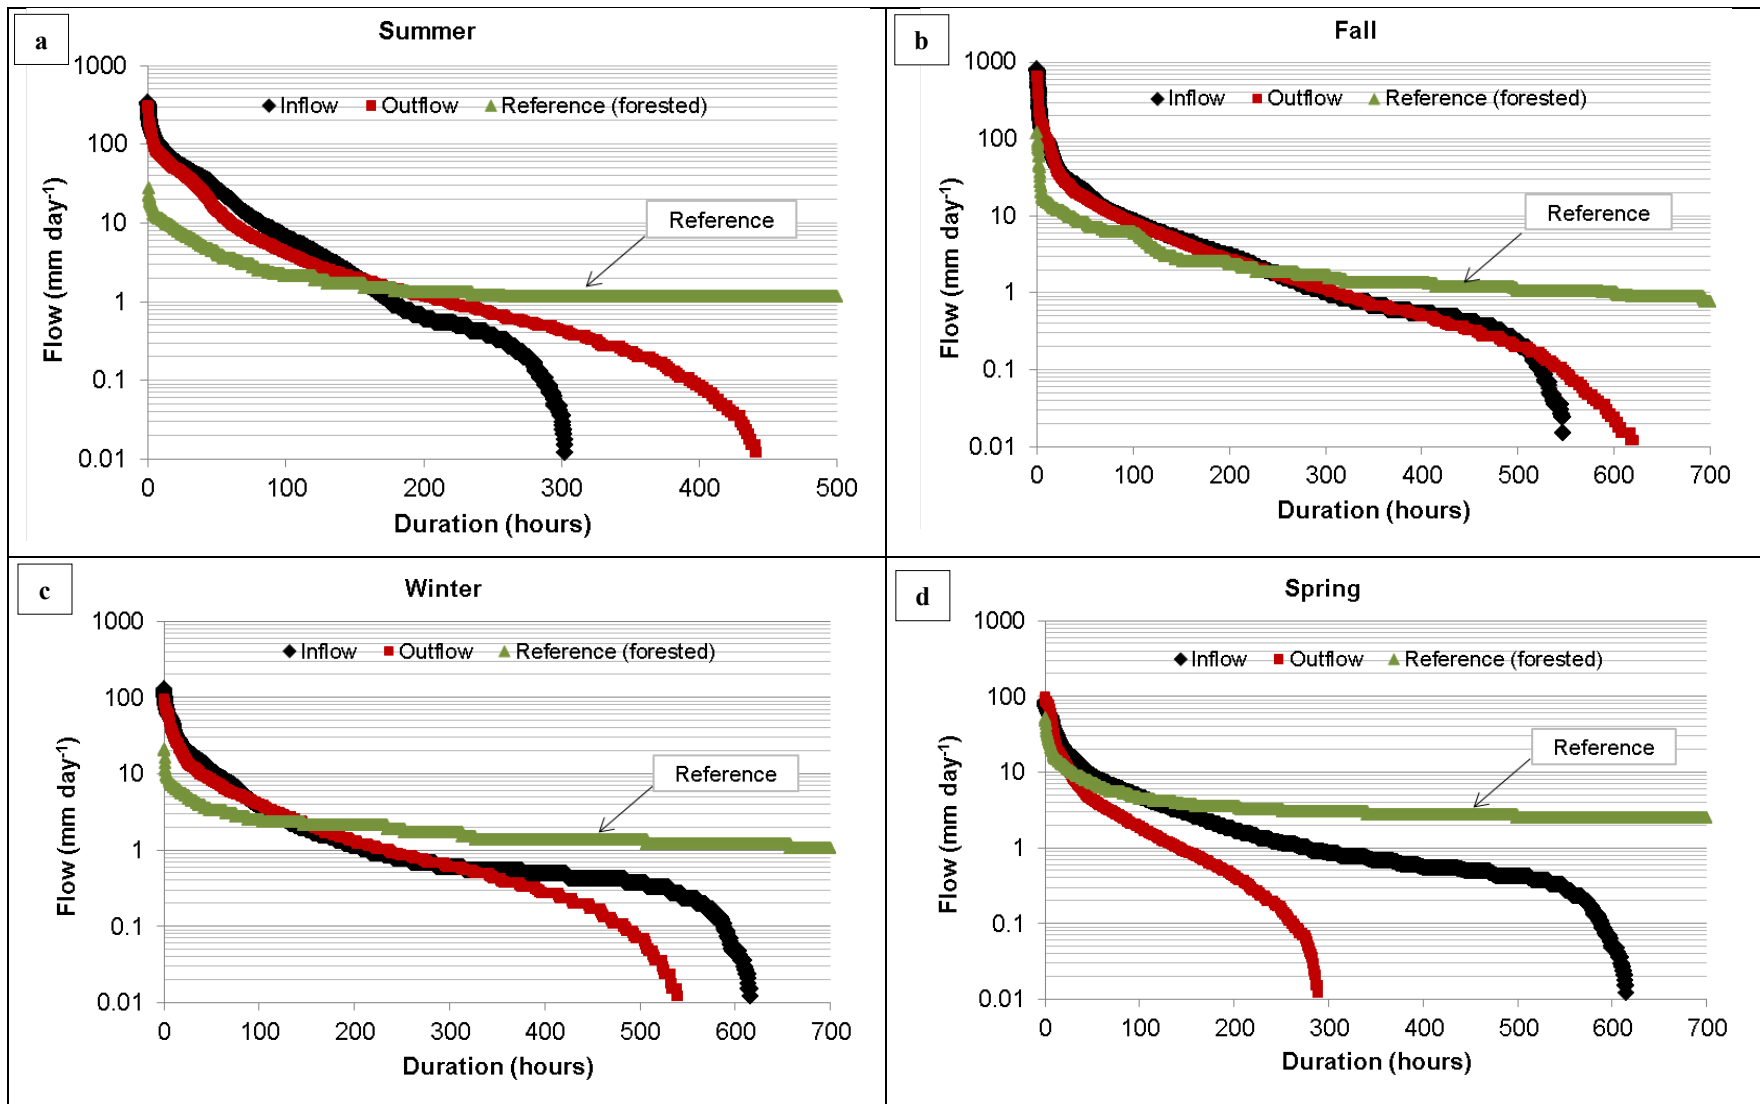 a
Summer
1000
100
10
1
0.1
0.01
Flow (mm day-1)
Inflow Outflow Reference (forested)
Reference
0 100 200 300 400 500
Duration (hours)
b
Fall
1000
100
10
1
0.1
0.01
Flow (mm day-1)
Inflow Outflow Reference (forested)
Reference
0 100 200 300 400 500 600 700
Duration (hours)
c
Winter
1000
100
10
1
0.1
0.01
Flow (mm day-1)
Inflow Outflow Reference (forested)
Reference
0 100 200 300 400 500 600 700
Duration (hours)
d
Spring
1000
100
10
1
0.1
0.01
Flow (mm day-1)
Inflow Outflow Reference (forested)
Reference
0 100 200 300 400 500 600 700
Duration (hours)